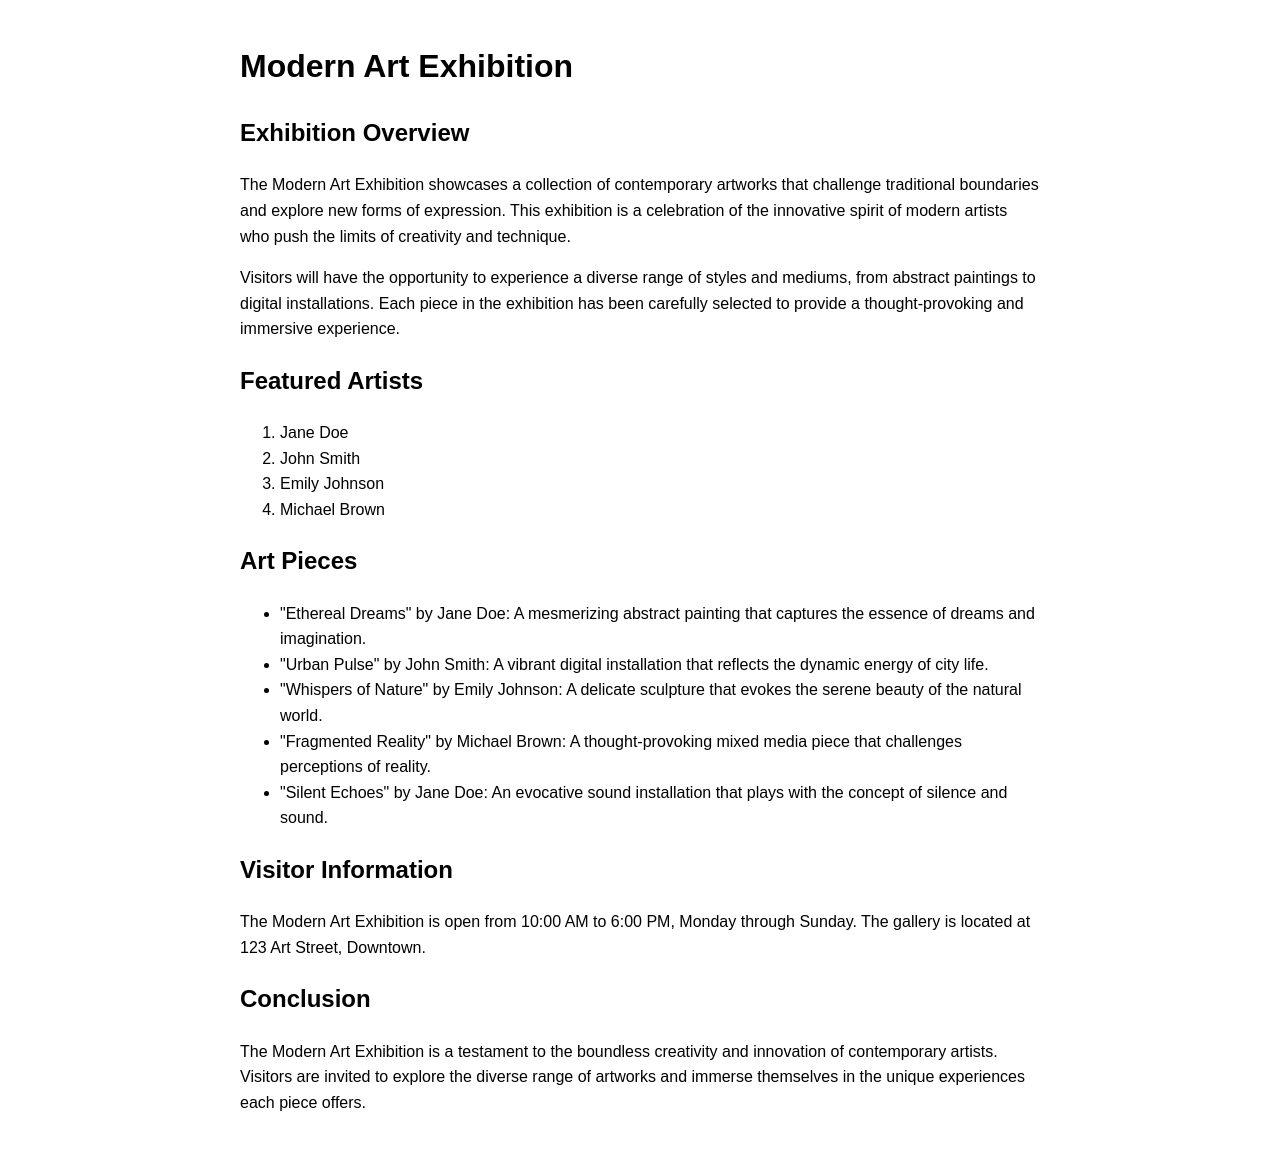 Modern Art Exhibition
Exhibition Overview
The Modern Art Exhibition showcases a collection of contemporary artworks that challenge traditional boundaries
and explore new forms of expression. This exhibition is a celebration of the innovative spirit of modern artists
who push the limits of creativity and technique.
Visitors will have the opportunity to experience a diverse range of styles and mediums, from abstract paintings to
digital installations. Each piece in the exhibition has been carefully selected to provide a thought-provoking and
immersive experience.
Featured Artists
1. Jane Doe
2. John Smith
3. Emily Johnson
4. Michael Brown
Art Pieces
• "Ethereal Dreams" by Jane Doe: A mesmerizing abstract painting that captures the essence of dreams and
imagination.
• "Urban Pulse" by John Smith: A vibrant digital installation that reflects the dynamic energy of city life.
• "Whispers of Nature" by Emily Johnson: A delicate sculpture that evokes the serene beauty of the natural
world.
• "Fragmented Reality" by Michael Brown: A thought-provoking mixed media piece that challenges
perceptions of reality.
• "Silent Echoes" by Jane Doe: An evocative sound installation that plays with the concept of silence and
sound.
Visitor Information
The Modern Art Exhibition is open from 10:00 AM to 6:00 PM, Monday through Sunday. The gallery is located at
123 Art Street, Downtown.
Conclusion
The Modern Art Exhibition is a testament to the boundless creativity and innovation of contemporary artists.
Visitors are invited to explore the diverse range of artworks and immerse themselves in the unique experiences
each piece offers.